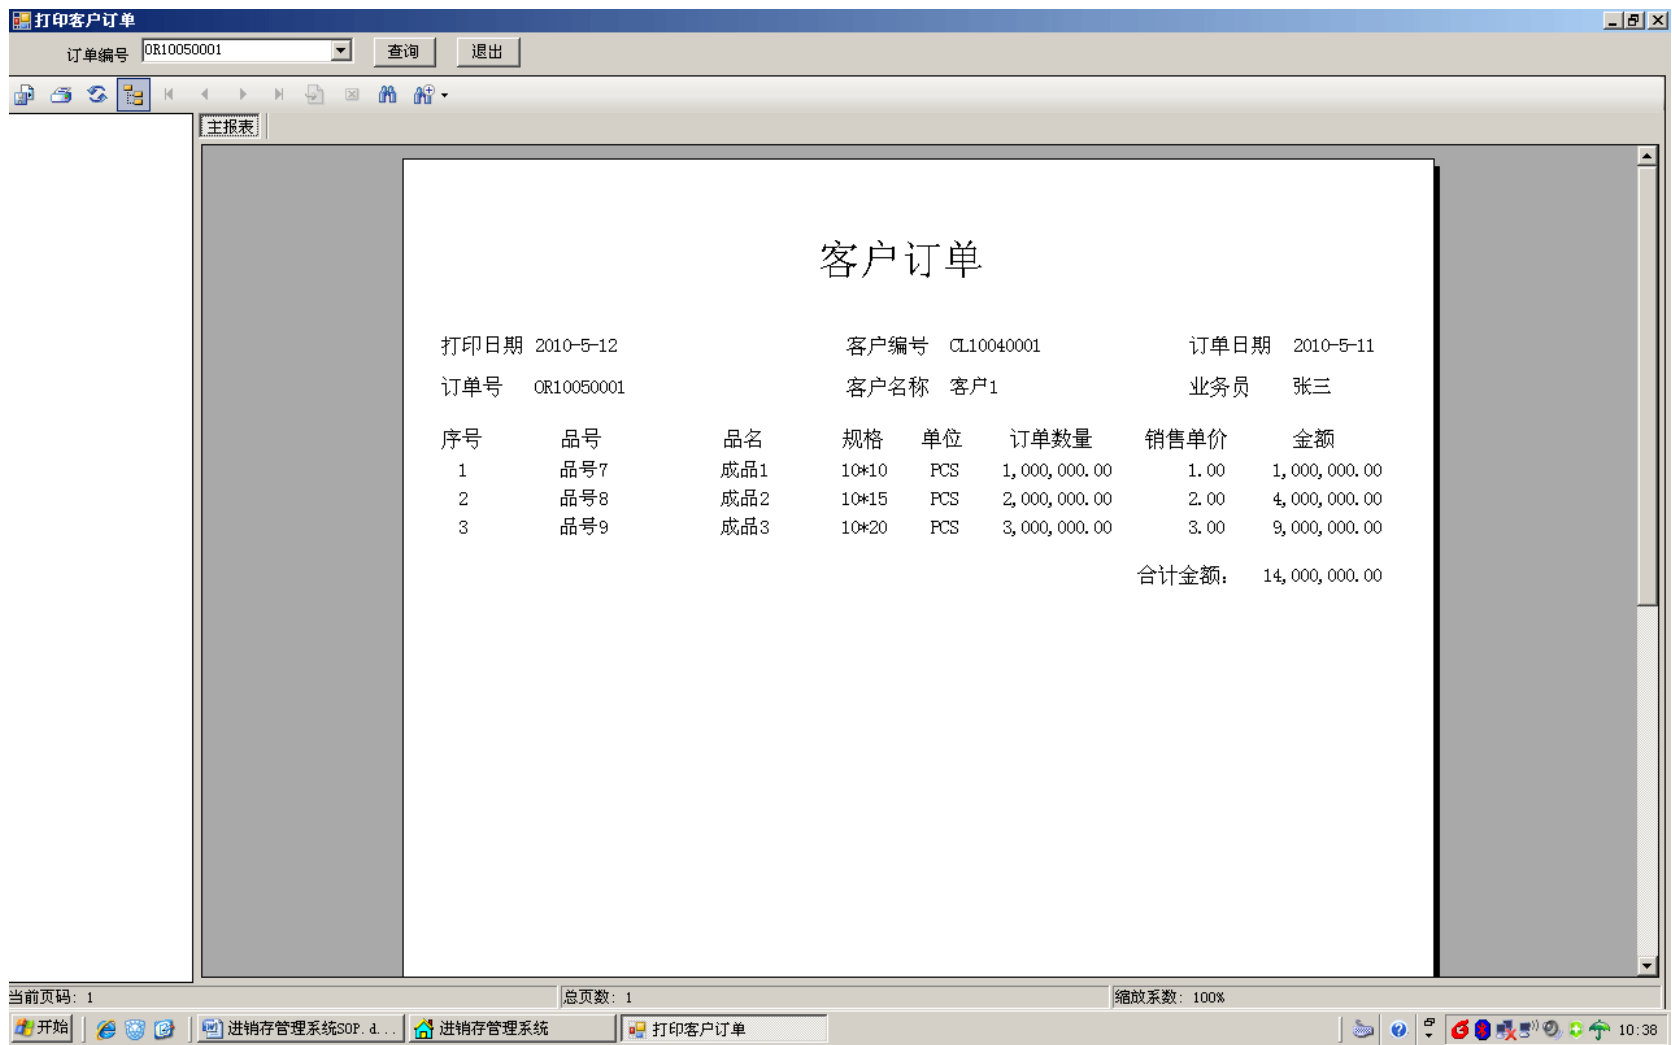 打印客户订单
订单编号 OR10050001 查询 退出
主报表
客户订单
打印日期 2010-5-12 客户编号 CL10040001 订单日期 2010-5-11
订单号 OR10050001 客户名称 客户1 业务员 张三
序号 品号 品名 规格 单位 订单数量 销售单价 金额
1 品号7 成品1 10*10 PCS 1,000,000.00 1.00 1,000,000.00
2 品号8 成品2 10*15 PCS 2,000,000.00 2.00 4,000,000.00
3 品号9 成品3 10*20 PCS 3,000,000.00 3.00 9,000,000.00
合计金额: 14,000,000.00
当前页码: 1 总页数: 1 缩放系数: 100%
开始 进销存管理系统SOP.d... 进销存管理系统 打印客户订单 10:38